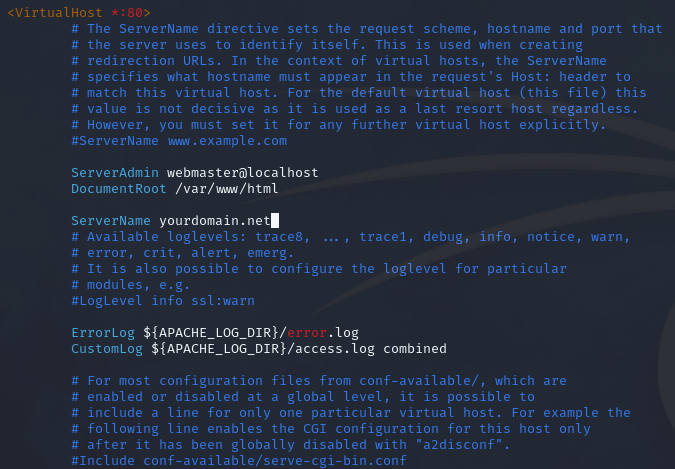 <VirtualHost *:80>
# The ServerName directive sets the request scheme, hostname and port that
# the server uses to identify itself. This is used when creating
# redirection URLs. In the context of virtual hosts, the ServerName
# specifies what hostname must appear in the request's Host: header to
# match this virtual host. For the default virtual host (this file) this
# value is not decisive as it is used as a last resort host regardless.
# However, you must set it for any further virtual host explicitly.
#ServerName www.example.com
ServerAdmin webmaster@localhost
DocumentRoot /var/www/html
ServerName yourdomain.net
# Available loglevels: trace8, ..., trace1, debug, info, notice, warn,
# error, crit, alert, emerg.
# It is also possible to configure the loglevel for particular
# modules, e.g.
#LogLevel info ssl:warn
ErrorLog ${APACHE_LOG_DIR}/error.log
CustomLog ${APACHE_LOG_DIR}/access.log combined
# For most configuration files from conf-available/, which are
# enabled or disabled at a global level, it is possible to
# include a line for only one particular virtual host. For example the
# following line enables the CGI configuration for this host only
# after it has been globally disabled with "a2disconf".
#Include conf-available/serve-cgi-bin.conf